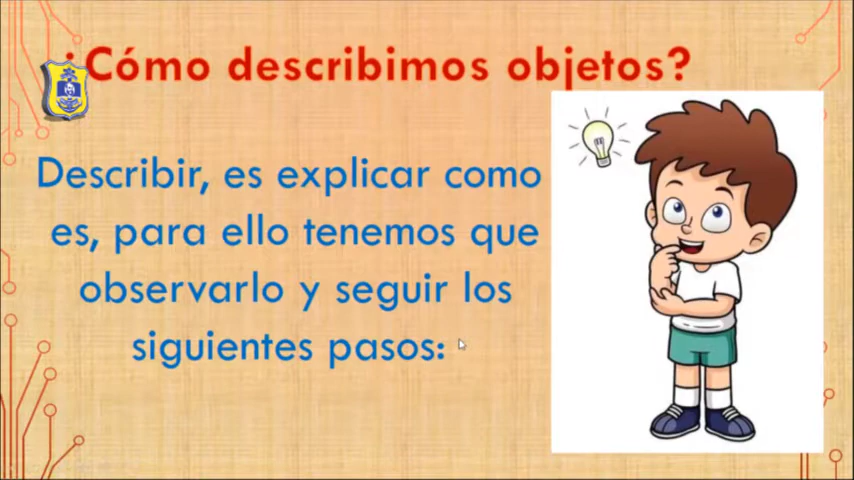 ¿Cómo describimos objetos?
Describir, es explicar como
es, para ello tenemos que
observarlo y seguir los
siguientes pasos: